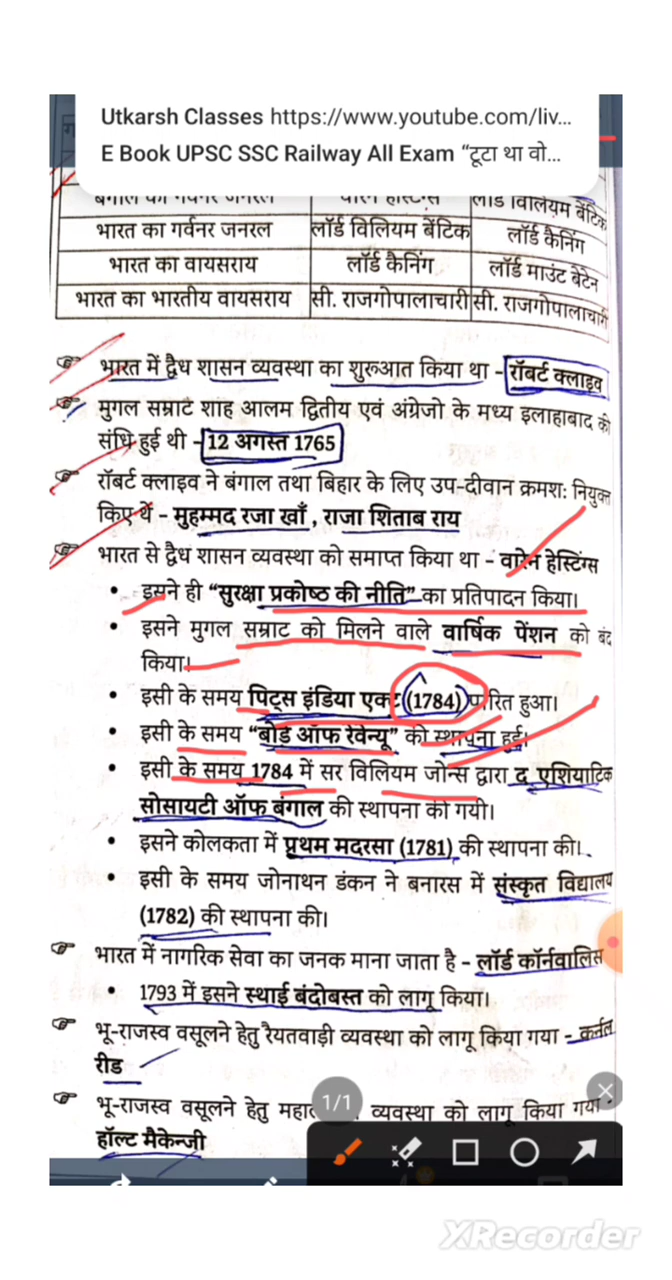 Utkarsh Classes https://www.youtube.com/liv...
E Book UPSC SSC Railway All Exam “टूटा था वो...
बंगाल का गवर्नर जनरल वारेन हेस्टिंग्स लॉर्ड विलियम बेंटिक
भारत का गर्वनर जनरल लॉर्ड विलियम बेंटिक लॉर्ड कैनिंग
भारत का वायसराय लॉर्ड कैनिंग लॉर्ड माउंट बेटेन
भारत का भारतीय वायसराय सी. राजगोपालाचारी सी. राजगोपालाचारी
भारत में द्वैध शासन व्यवस्था का शुरुआत किया था - रॉबर्ट क्लाइव
मुगल सम्राट शाह आलम द्वितीय एवं अंग्रेजो के मध्य इलाहाबाद की
संधि हुई थी - 12 अगस्त 1765
रॉबर्ट क्लाइव ने बंगाल तथा बिहार के लिए उप-दीवान क्रमश: नियुक्त
किए थें - मुहम्मद रजा खाँ , राजा शिताब राय
भारत से द्वैध शासन व्यवस्था को समाप्त किया था - वारेन हेस्टिंग्स
• इसने ही “सुरक्षा प्रकोष्ठ की नीति” का प्रतिपादन किया।
• इसने मुगल सम्राट को मिलने वाले वार्षिक पेंशन को बंद
किया।
• इसी के समय पिट्स इंडिया एक्ट (1784) पारित हुआ।
• इसी के समय “बोर्ड ऑफ रेवेन्यू” की स्थापना हुई।
• इसी के समय 1784 में सर विलियम जोन्स द्वारा द एशियाटिक
सोसायटी ऑफ बंगाल की स्थापना की गयी।
• इसने कोलकता में प्रथम मदरसा (1781) की स्थापना की।
• इसी के समय जोनाथन डंकन ने बनारस में संस्कृत विद्यालय
(1782) की स्थापना की।
भारत में नागरिक सेवा का जनक माना जाता है - लॉर्ड कॉर्नवालिस
• 1793 में इसने स्थाई बंदोबस्त को लागू किया।
भू-राजस्व वसूलने हेतु रैयतवाड़ी व्यवस्था को लागू किया गया - कर्नल
रीड
भू-राजस्व वसूलने हेतु व्यवस्था को लागू किया गया -
हॉल्ट मैकेन्जी
1/1
XRecorder